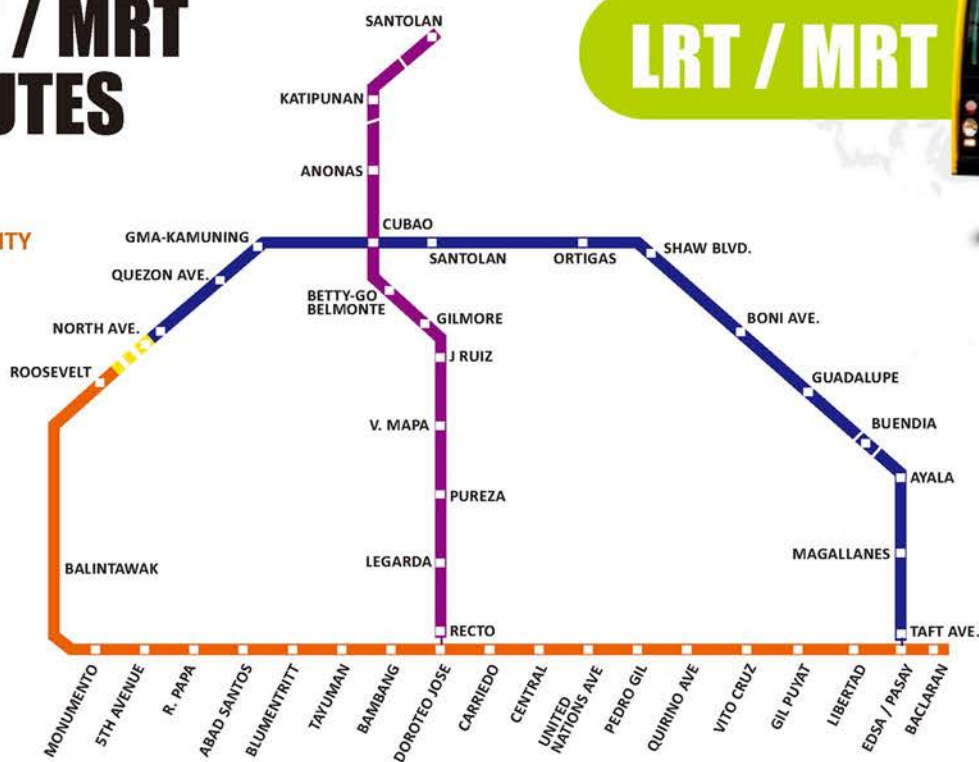 / MRT
UTES
LRT / MRT
ITY
SANTOLAN
KATIPUNAN
ANONAS
CUBAO
GMA-KAMUNING
SANTOLAN
ORTIGAS
SHAW BLVD.
QUEZON AVE.
BETTY-GO
BELMONTE
GILMORE
NORTH AVE.
BONI AVE.
J RUIZ
ROOSEVELT
GUADALUPE
V. MAPA
BUENDIA
AYALA
PUREZA
MAGALLANES
LEGARDA
BALINTAWAK
RECTO
TAFT AVE.
MONUMENTO
5TH AVENUE
R. PAPA
ABAD SANTOS
BLUMENTRITT
TAYUMAN
BAMBANG
DOROTEO JOSE
CARRIEDO
CENTRAL
UNITED
NATIONS AVE
PEDRO GIL
QUIRINO AVE
VITO CRUZ
GIL PUYAT
LIBERTAD
EDSA / PASAY
BACLARAN